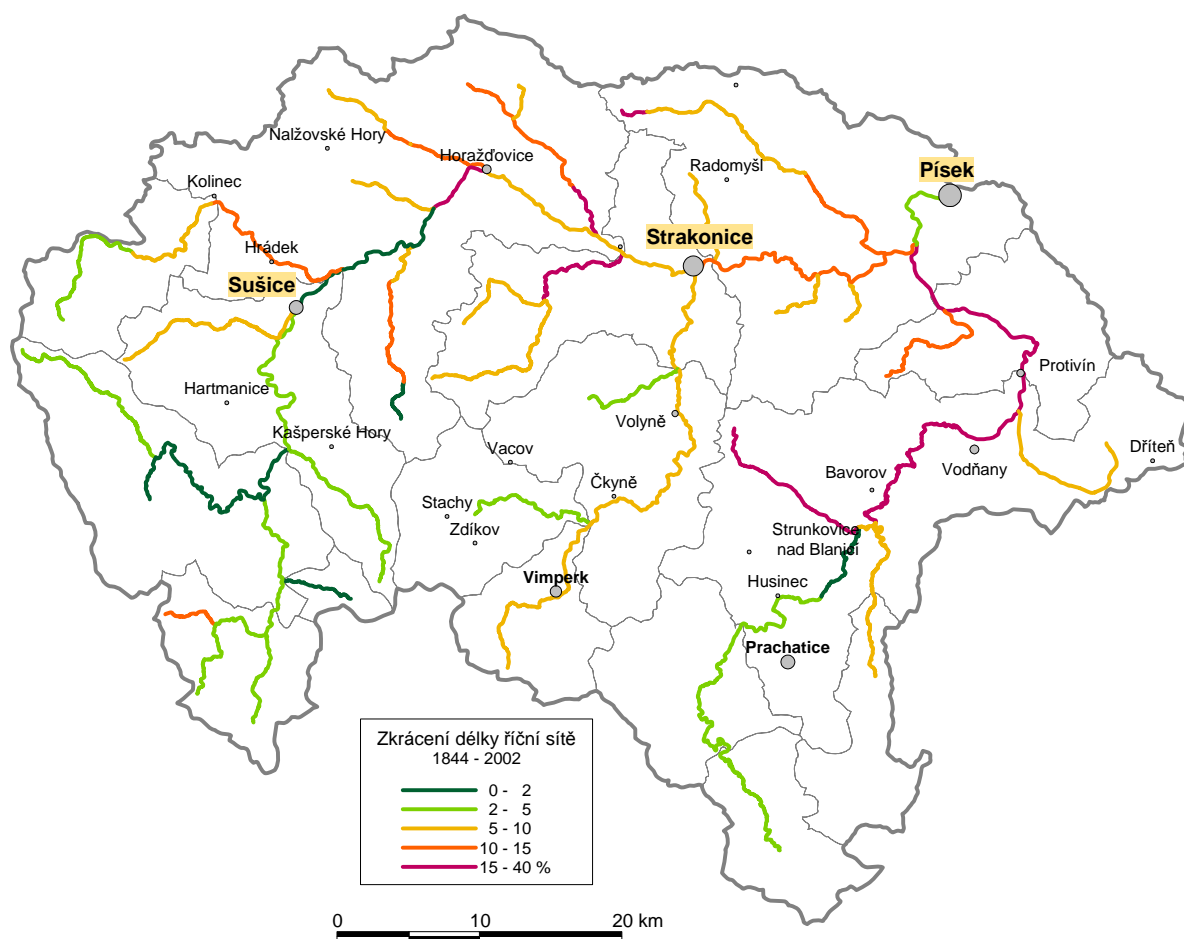 Nalžovské Hory
Horažďovice
Radomyšl
Písek
Kolinec
Hrádek
Strakonice
Sušice
Hartmanice
Protivín
Kašperské Hory
Volyně
Vacov
Bavorov
Vodňany
Dříteň
Čkyně
Stachy
Zdíkov
Strunkovice
nad Blanicí
Vimperk
Husinec
Prachatice
Zkrácení délky říční sítě
1844 - 2002
0 - 2
2 - 5
5 - 10
10 - 15
15 - 40 %
0 10 20 km